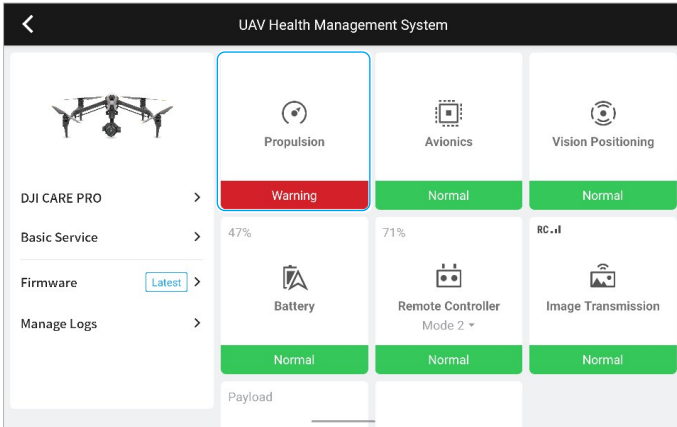 UAV Health Management System
DJI CARE PRO
Basic Service
Firmware Latest
Manage Logs
Propulsion
Warning
Avionics
Normal
Vision Positioning
Normal
47%
Battery
Normal
71%
Remote Controller
Mode 2
Normal
RC
Image Transmission
Normal
Payload